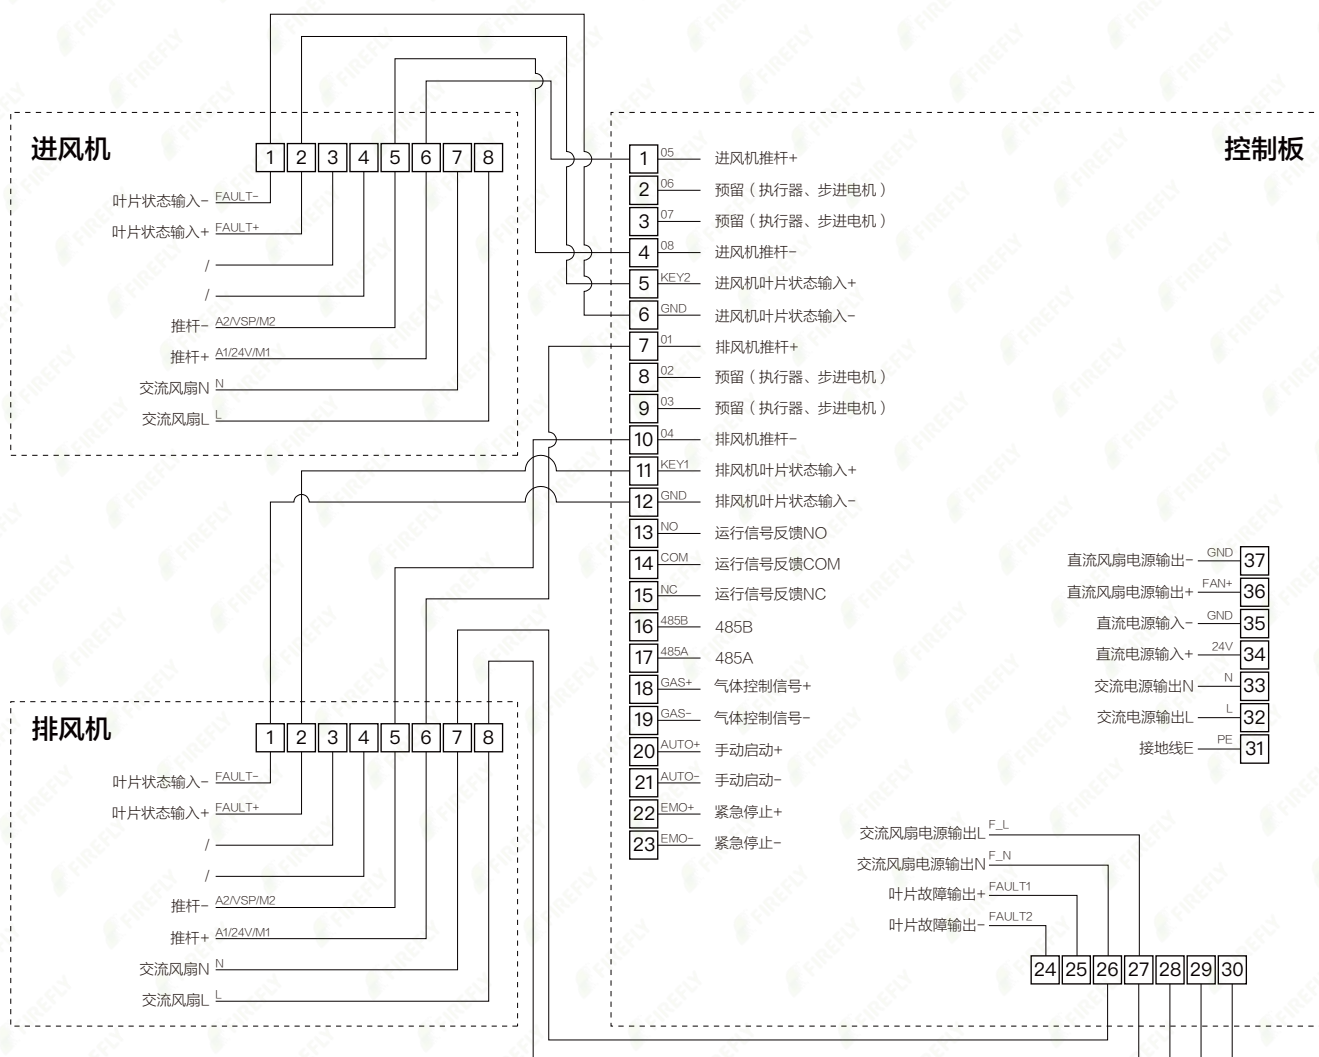 进风机
1 2 3 4 5 6 7 8
叶片状态输入- FAULT-
叶片状态输入+ FAULT+
/
/
推杆- A2/VSP/M2
推杆+ A1/24V/M1
交流风扇N N
交流风扇L L
排风机
1 2 3 4 5 6 7 8
叶片状态输入- FAULT-
叶片状态输入+ FAULT+
/
/
推杆- A2/VSP/M2
推杆+ A1/24V/M1
交流风扇N N
交流风扇L L
控制板
1 05 进风机推杆+
2 06 预留（执行器、步进电机）
3 07 预留（执行器、步进电机）
4 08 进风机推杆-
5 KEY2 进风机叶片状态输入+
6 GND 进风机叶片状态输入-
7 01 排风机推杆+
8 02 预留（执行器、步进电机）
9 03 预留（执行器、步进电机）
10 04 排风机推杆-
11 KEY1 排风机叶片状态输入+
12 GND 排风机叶片状态输入-
13 NO 运行信号反馈NO
14 COM 运行信号反馈COM
15 NC 运行信号反馈NC
16 485B 485B
17 485A 485A
18 GAS+ 气体控制信号+
19 GAS- 气体控制信号-
20 AUTO+ 手动启动+
21 AUTO- 手动启动-
22 EMO+ 紧急停止+
23 EMO- 紧急停止-
直流风扇电源输出- GND 37
直流风扇电源输出+ FAN+ 36
直流电源输入- GND 35
直流电源输入+ 24V 34
交流电源输出N N 33
交流电源输出L L 32
接地线E PE 31
交流风扇电源输出L F_L
交流风扇电源输出N F_N
叶片故障输出+ FAULT1
叶片故障输出- FAULT2
24 25 26 27 28 29 30
FIREFLY